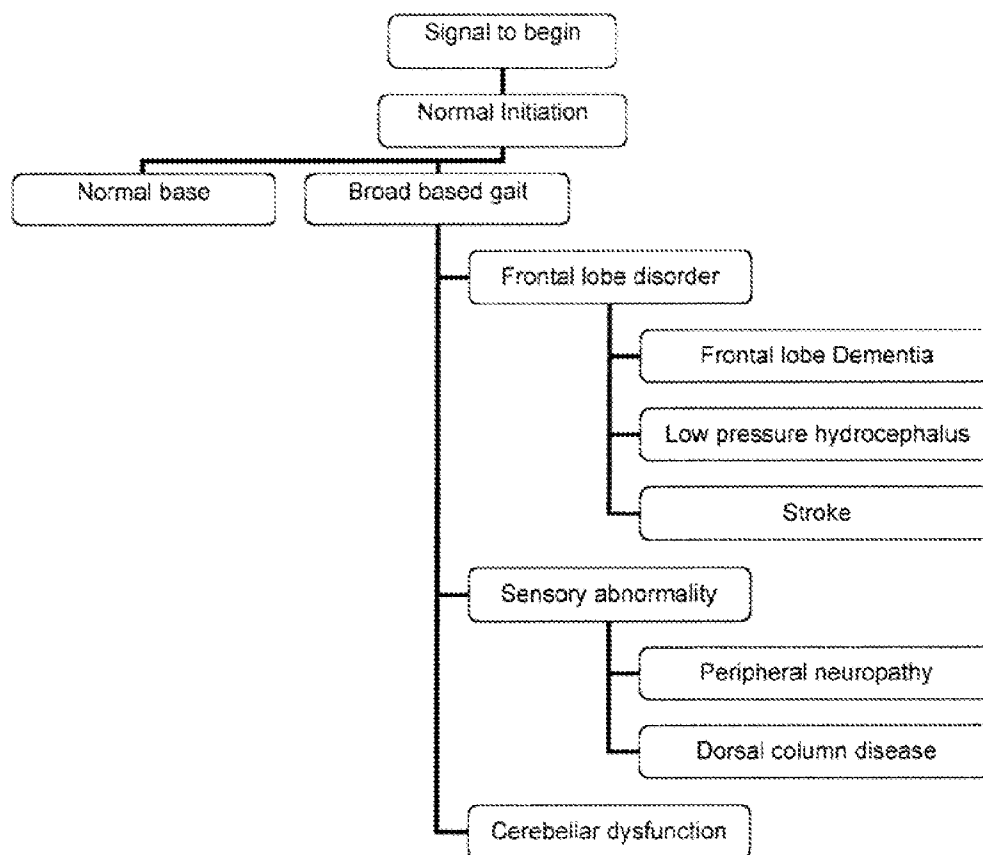 Signal to begin
Normal Initiation
Normal base
Broad based gait
Frontal lobe disorder
Frontal lobe Dementia
Low pressure hydrocephalus
Stroke
Sensory abnormality
Peripheral neuropathy
Dorsal column disease
Cerebellar dysfunction